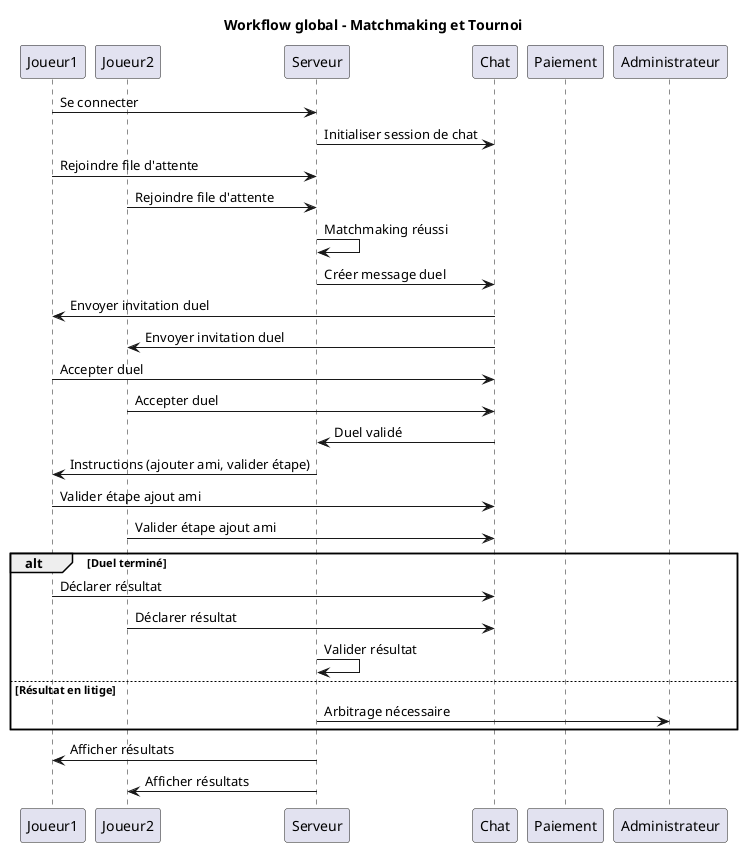 Workflow global - Matchmaking et Tournoi
Joueur1 Joueur2 Serveur Chat Paiement Administrateur
Se connecter
Initialiser session de chat
Rejoindre file d'attente
Rejoindre file d'attente
Matchmaking réussi
Créer message duel
Envoyer invitation duel
Envoyer invitation duel
Accepter duel
Accepter duel
Duel validé
Instructions (ajouter ami, valider étape)
Valider étape ajout ami
Valider étape ajout ami
alt [Duel terminé]
Déclarer résultat
Déclarer résultat
Valider résultat
[Résultat en litige]
Arbitrage nécessaire
Afficher résultats
Afficher résultats
Joueur1 Joueur2 Serveur Chat Paiement Administrateur